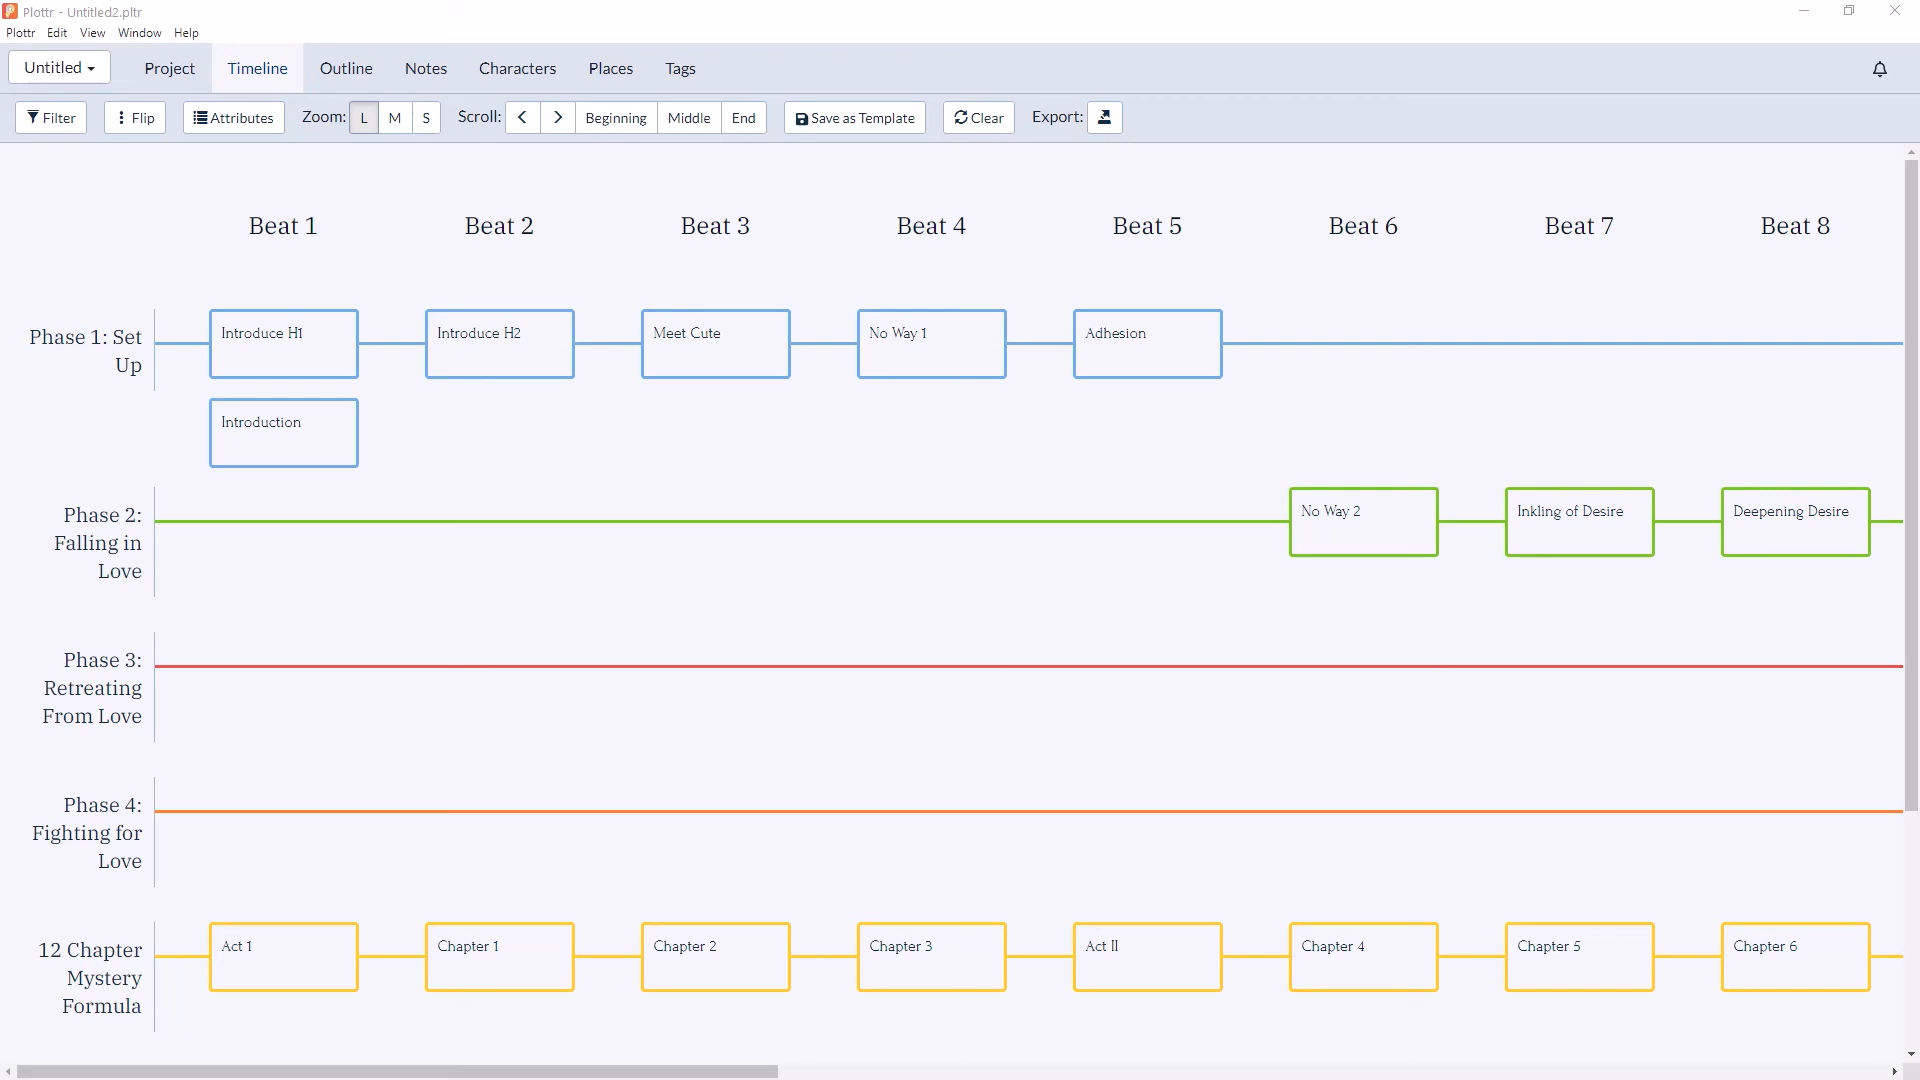 Plottr - Untitled2.pltr
Plottr Edit View Window Help
Untitled Project Timeline Outline Notes Characters Places Tags
Filter Flip Attributes Zoom: L M S Scroll: Beginning Middle End Save as Template Clear Export:
Beat 1 Beat 2 Beat 3 Beat 4 Beat 5 Beat 6 Beat 7 Beat 8
Phase 1: Set
Up
Introduce H1 Introduce H2 Meet Cute No Way 1 Adhesion
Introduction
Phase 2:
Falling in
Love
No Way 2 Inkling of Desire Deepening Desire
Phase 3:
Retreating
From Love
Phase 4:
Fighting for
Love
12 Chapter
Mystery
Formula
Act 1 Chapter 1 Chapter 2 Chapter 3 Act II Chapter 4 Chapter 5 Chapter 6